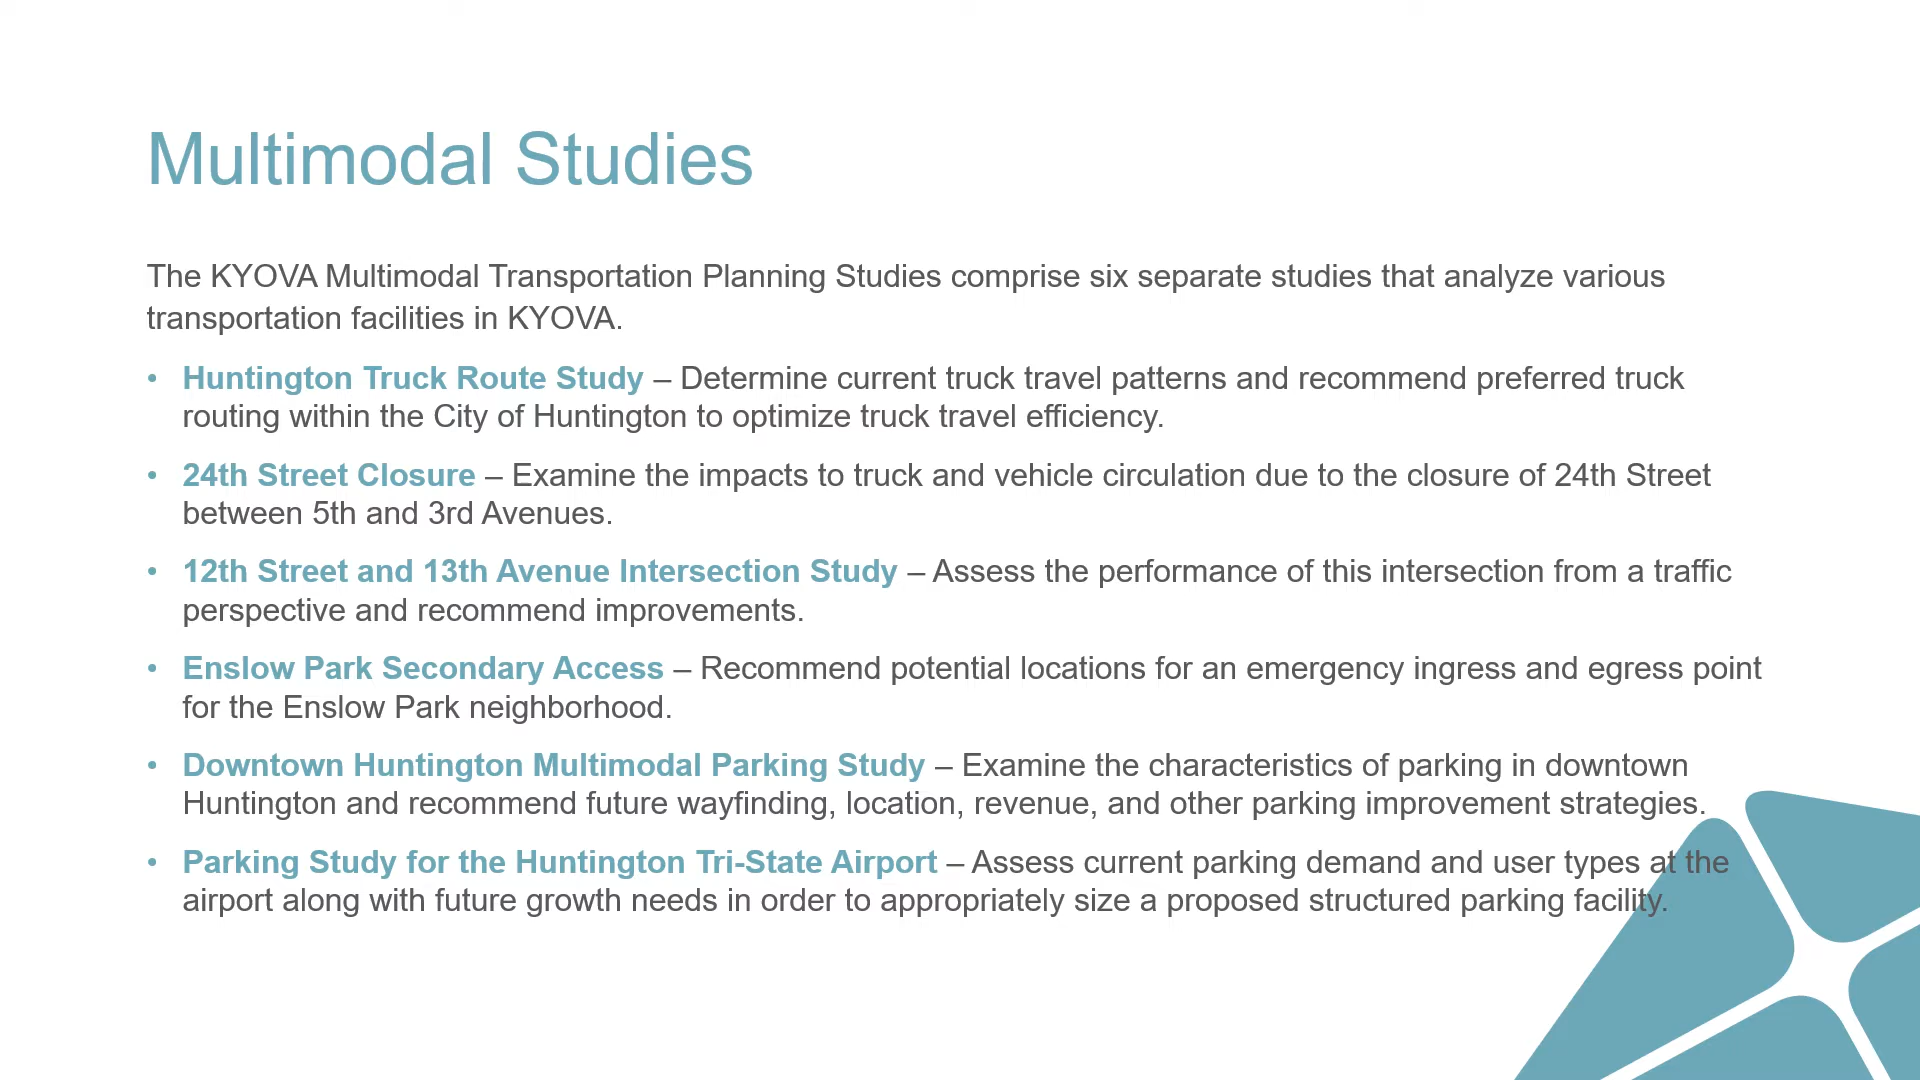 Multimodal Studies
The KYOVA Multimodal Transportation Planning Studies comprise six separate studies that analyze various
transportation facilities in KYOVA.
• Huntington Truck Route Study – Determine current truck travel patterns and recommend preferred truck
routing within the City of Huntington to optimize truck travel efficiency.
• 24th Street Closure – Examine the impacts to truck and vehicle circulation due to the closure of 24th Street
between 5th and 3rd Avenues.
• 12th Street and 13th Avenue Intersection Study – Assess the performance of this intersection from a traffic
perspective and recommend improvements.
• Enslow Park Secondary Access – Recommend potential locations for an emergency ingress and egress point
for the Enslow Park neighborhood.
• Downtown Huntington Multimodal Parking Study – Examine the characteristics of parking in downtown
Huntington and recommend future wayfinding, location, revenue, and other parking improvement strategies.
• Parking Study for the Huntington Tri-State Airport – Assess current parking demand and user types at the
airport along with future growth needs in order to appropriately size a proposed structured parking facility.